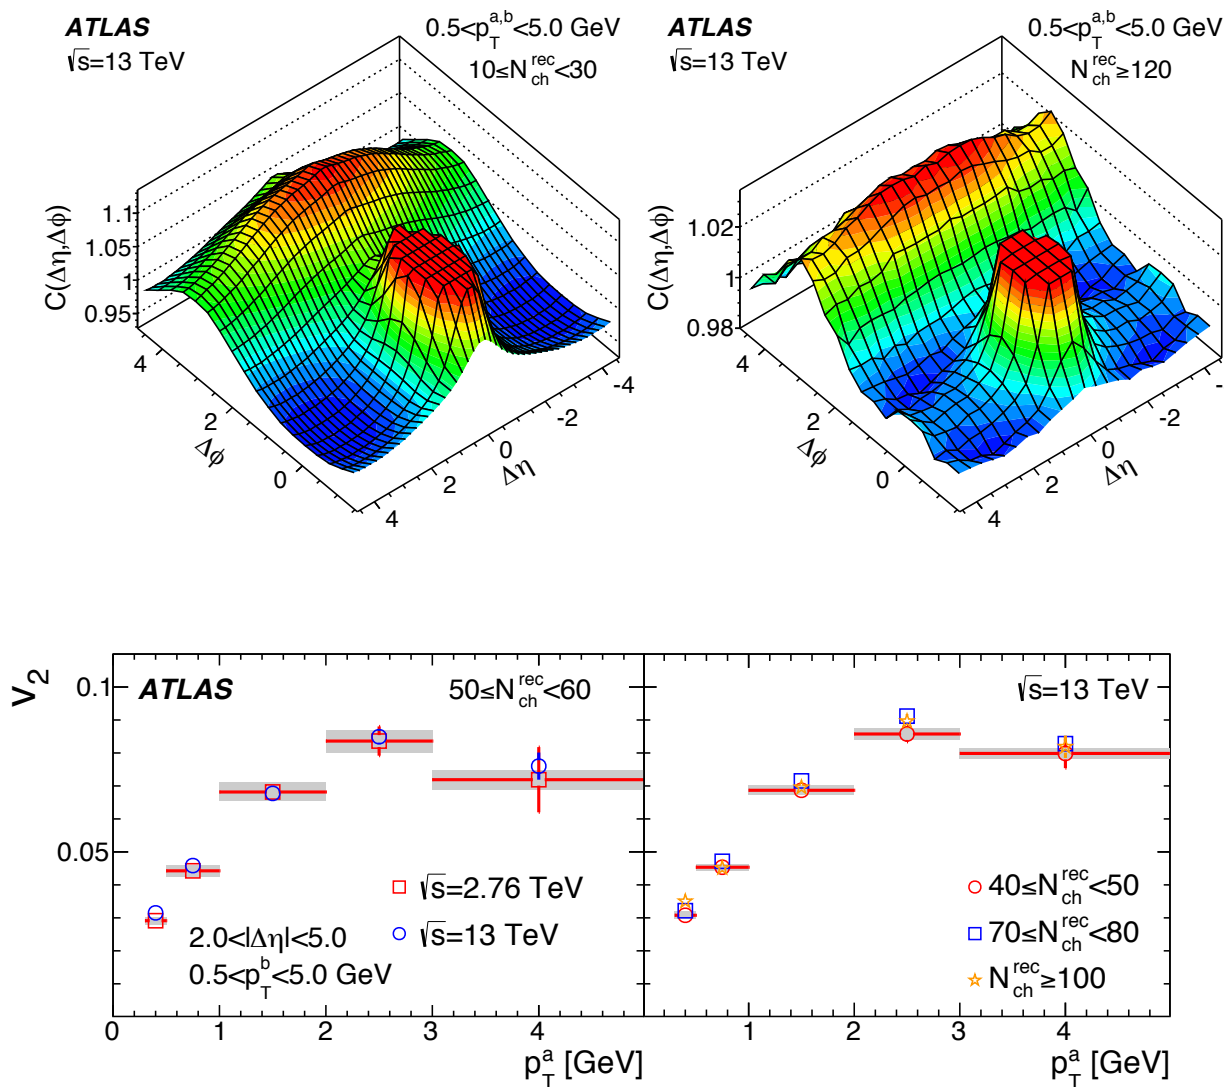 ATLAS
√s=13 TeV
0.5<p_T^{a,b}<5.0 GeV
10≤N_ch^rec<30
C(Δη,Δϕ)
1.1
1.05
1
0.95
4
2
0
Δϕ
4
2
0
-2
-4
Δη
ATLAS
√s=13 TeV
0.5<p_T^{a,b}<5.0 GeV
N_ch^rec≥120
C(Δη,Δϕ)
1.02
1
0.98
4
2
0
Δϕ
4
2
0
-2
-
Δη
v_2
0.1
0.05
ATLAS
50≤N_ch^rec<60
√s=2.76 TeV
√s=13 TeV
2.0<|Δη|<5.0
0.5<p_T^b<5.0 GeV
0 1 2 3 4
p_T^a [GeV]
√s=13 TeV
40≤N_ch^rec<50
70≤N_ch^rec<80
N_ch^rec≥100
1 2 3 4 5
p_T^a [GeV]